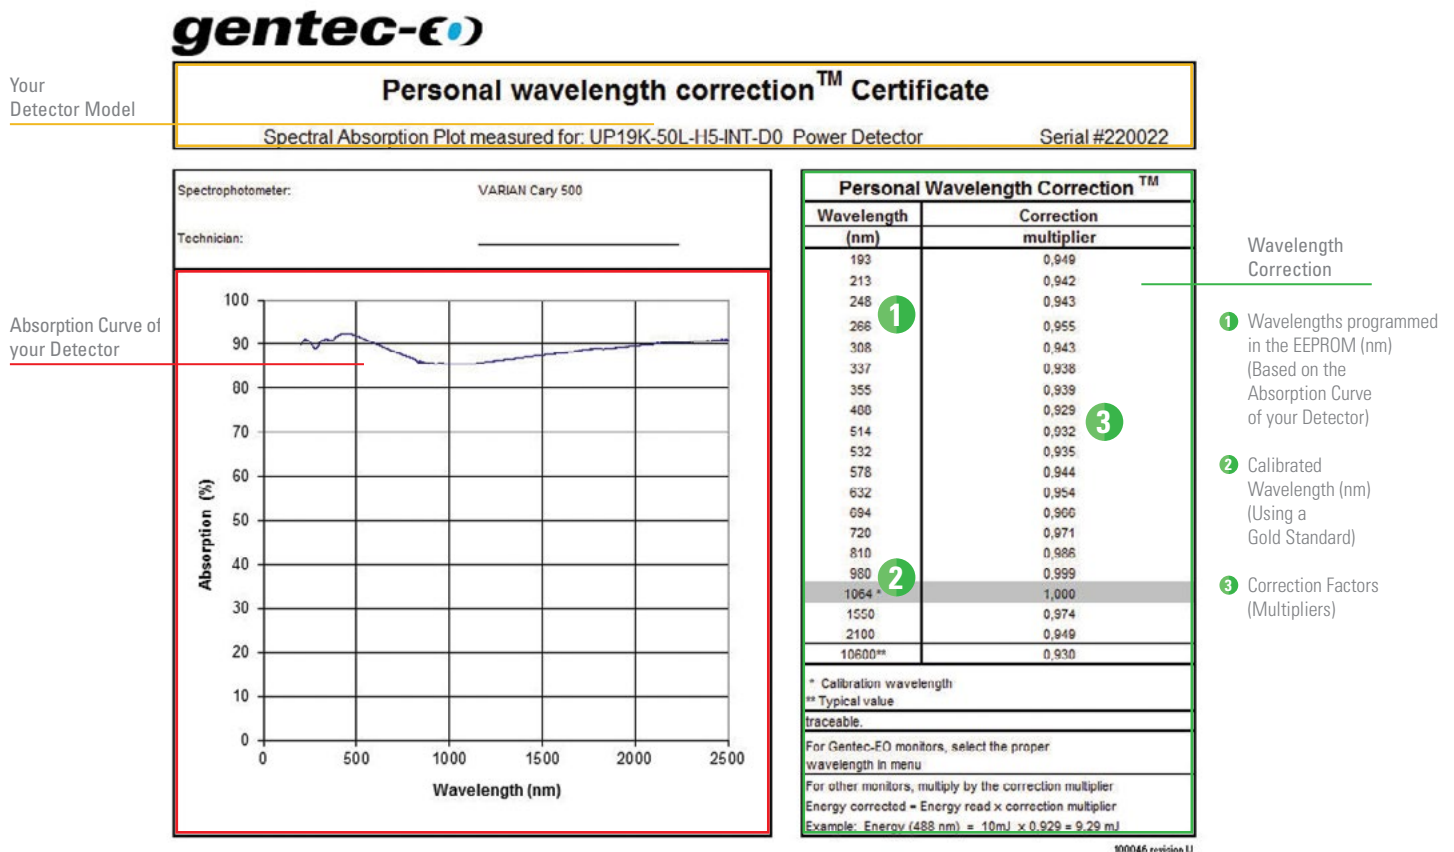 gentec-EO
Your
Detector Model
Personal wavelength correction™ Certificate
Spectral Absorption Plot measured for: UP19K-50L-H5-INT-D0 Power Detector Serial #220022
Spectrophotometer: VARIAN Cary 500
Technician:
Absorption Curve of
your Detector
100
90
80
70
60
50
40
30
20
10
0
Absorption (%)
0 500 1000 1500 2000 2500
Wavelength (nm)
Personal Wavelength Correction ™
Wavelength Correction
(nm) multiplier
193 0,949
213 0,942
248 0,943
266 0,955
308 0,943
337 0,938
355 0,939
488 0,929
514 0,932
532 0,935
578 0,944
632 0,954
694 0,966
720 0,971
810 0,986
980 0,999
1064 * 1,000
1550 0,974
2100 0,949
10600** 0,930
1
3
2
* Calibration wavelength
** Typical value
traceable.
For Gentec-EO monitors, select the proper
wavelength in menu
For other monitors, multiply by the correction multiplier
Energy corrected = Energy read x correction multiplier
Example: Energy (488 nm) = 10mJ x 0.929 = 9.29 mJ
100046 revision U
Wavelength
Correction
1 Wavelengths programmed
in the EEPROM (nm)
(Based on the
Absorption Curve
of your Detector)
2 Calibrated
Wavelength (nm)
(Using a
Gold Standard)
3 Correction Factors
(Multipliers)